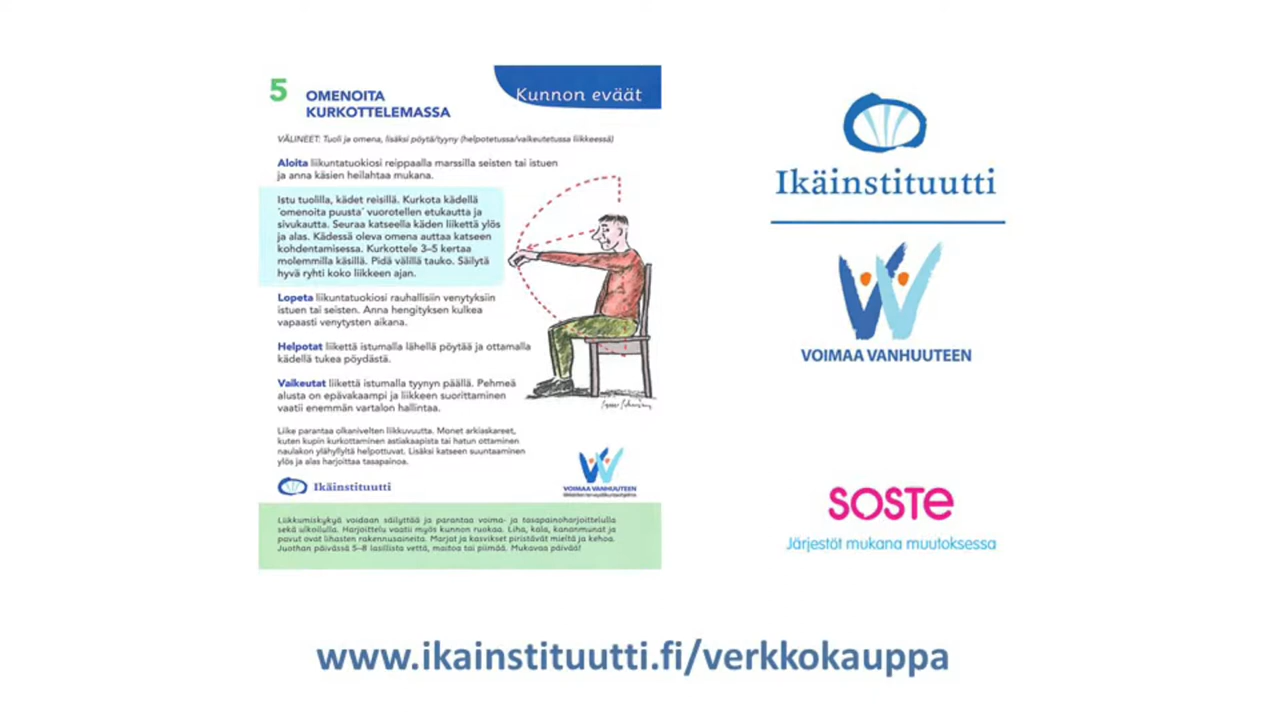 5
OMENOITA
KURKOTTELEMASSA
Kunnon eväät
VÄLINEET: Tuoli ja omena, lisäksi pöytä/tyyny (helpotetussa/vaikeutetussa liikkeessä)
Aloita liikuntatuokiosi reippaalla marssilla seisten tai istuen
ja anna käsien heilahtaa mukana.
Istu tuolilla, kädet reisillä. Kurkota kädellä
´omenoita puusta´ vuorotellen etukautta ja
sivukautta. Seuraa katseella käden liikettä ylös
ja alas. Kädessä oleva omena auttaa katseen
kohdentamisessa. Kurkottele 3–5 kertaa
molemmilla käsillä. Pidä välillä tauko. Säilytä
hyvä ryhti koko liikkeen ajan.
Lopeta liikuntatuokiosi rauhallisiin venytyksiin
istuen tai seisten. Anna hengityksen kulkea
vapaasti venytysten aikana.
Helpotat liikettä istumalla lähellä pöytää ja ottamalla
kädellä tukea pöydästä.
Vaikeutat liikettä istumalla tyynyn päällä. Pehmeä
alusta on epävakaampi ja liikkeen suorittaminen
vaatii enemmän vartalon hallintaa.
Liike parantaa olkanivelten liikkuvuutta. Monet arkiaskareet,
kuten kupin kurkottaminen astiakaapista tai hatun ottaminen
naulakon ylähyllyltä helpottuvat. Lisäksi katseen suuntaaminen
ylös ja alas harjoittaa tasapainoa.
Ikäinstituutti
VOIMAA VANHUUTEEN
Liikkumiskykyä voidaan säilyttää ja parantaa voima- ja tasapainoharjoittelulla
sekä ulkoilulla. Harjoittelu vaatii myös kunnon ruokaa. Liha, kala, kananmunat ja
pavut ovat lihasten rakennusaineita. Marjat ja kasvikset piristävät mieltä ja kehoa.
Juothan päivässä 5–8 lasillista vettä, maitoa tai piimää. Mukavaa päivää!
Ikäinstituutti
VOIMAA VANHUUTEEN
SOSTE
Järjestöt mukana muutoksessa
www.ikainstituutti.fi/verkkokauppa